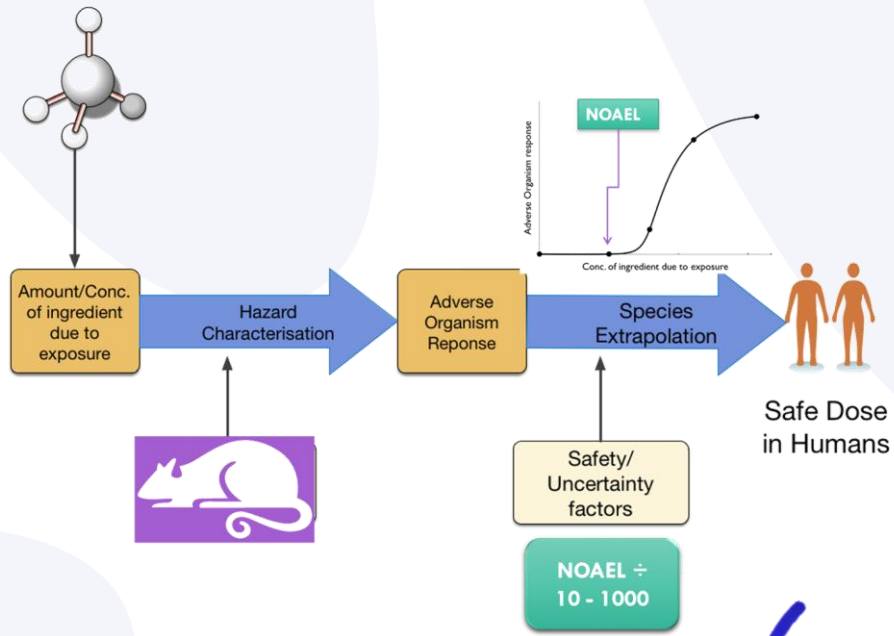 NOAEL
Adverse Organism response
Conc. of ingredient due to exposure
Amount/Conc.
of ingredient
due to
exposure
Hazard
Characterisation
Adverse
Organism
Reponse
Species
Extrapolation
Safe Dose
in Humans
Safety/
Uncertainty
factors
NOAEL ÷
10 - 1000